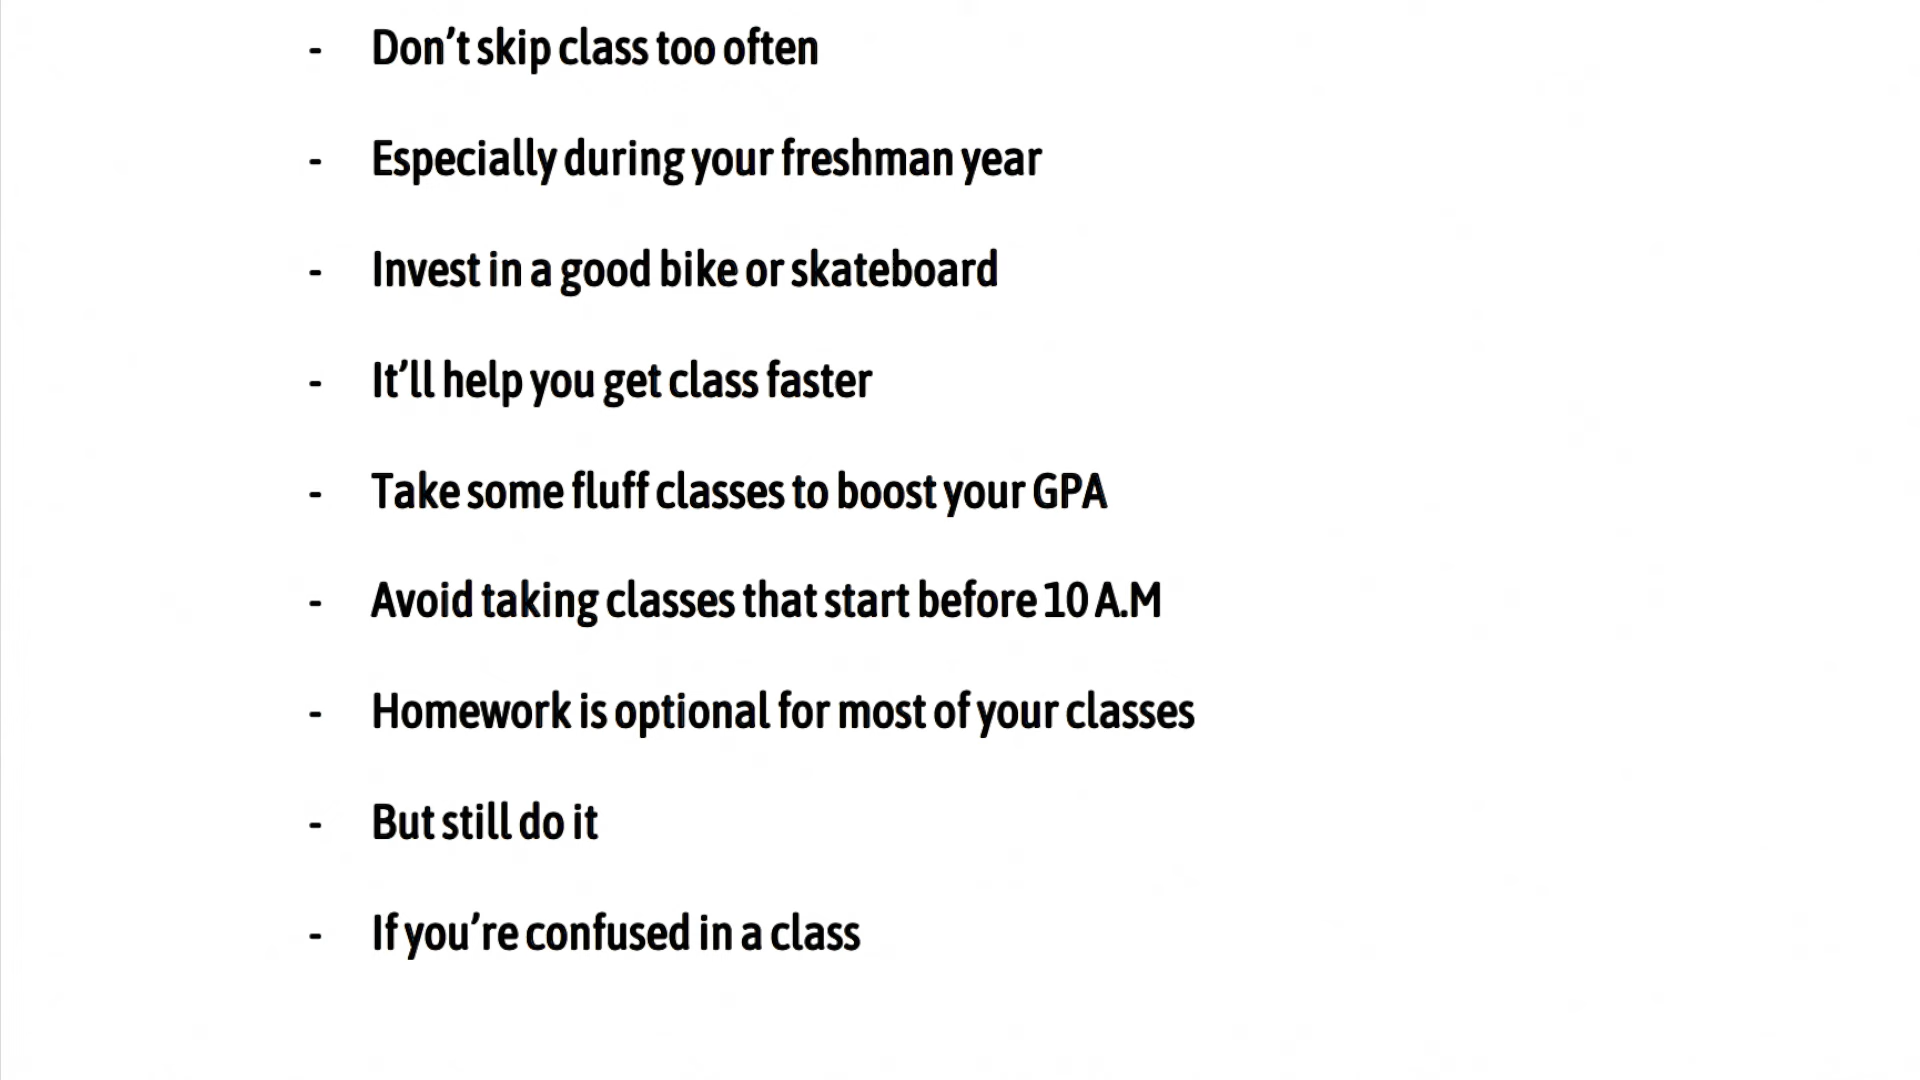 - Don’t skip class too often
- Especially during your freshman year
- Invest in a good bike or skateboard
- It’ll help you get class faster
- Take some fluff classes to boost your GPA
- Avoid taking classes that start before 10 A.M
- Homework is optional for most of your classes
- But still do it
- If you’re confused in a class